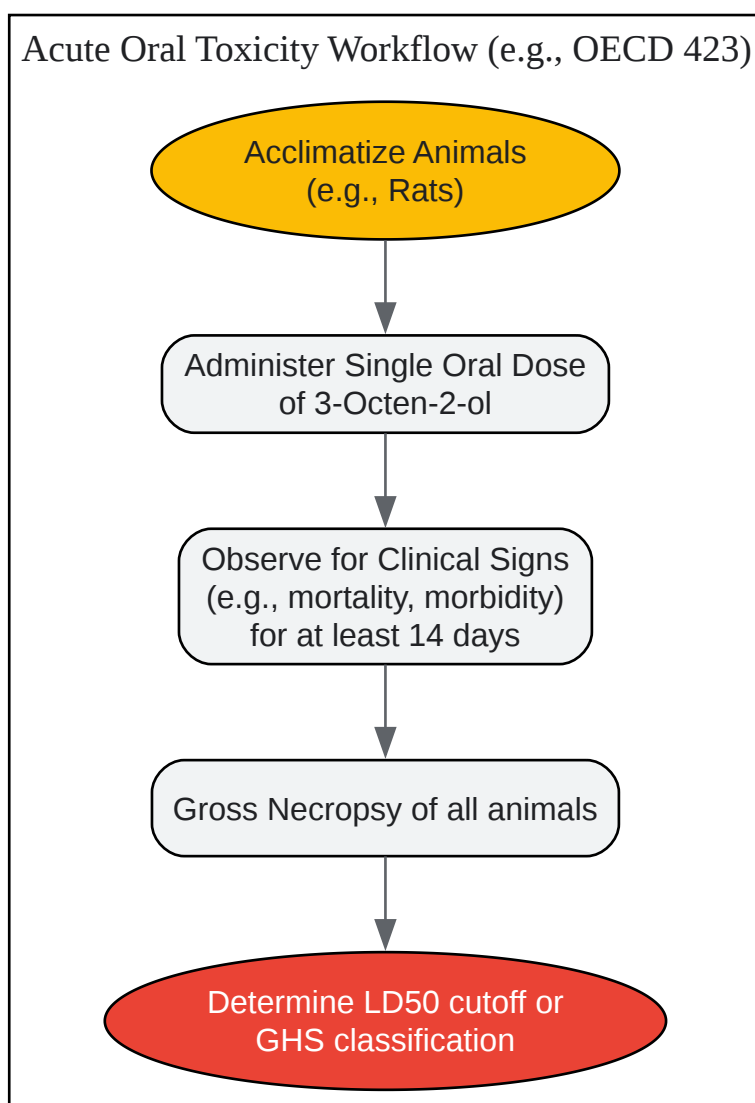 Acute Oral Toxicity Workflow (e.g., OECD 423)
Acclimatize Animals
(e.g., Rats)
Administer Single Oral Dose
of 3-Octen-2-ol
Observe for Clinical Signs
(e.g., mortality, morbidity)
for at least 14 days
Gross Necropsy of all animals
Determine LD50 cutoff or
GHS classification